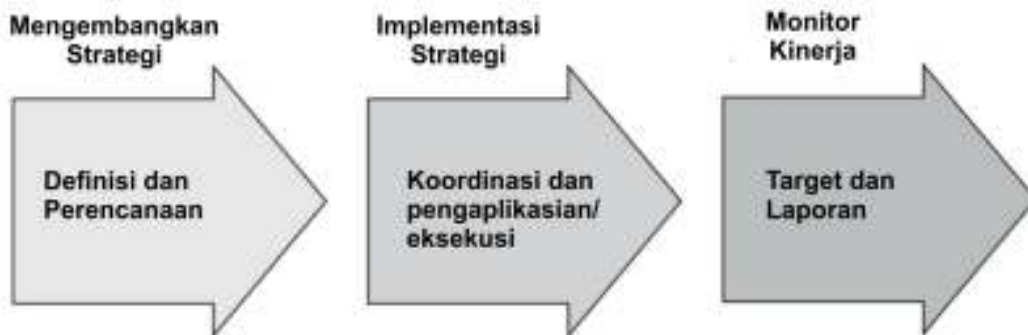 Mengembangkan
Strategi
Implementasi
Strategi
Monitor
Kinerja
Definisi dan
Perencanaan
Koordinasi dan
pengaplikasian/
eksekusi
Target dan
Laporan